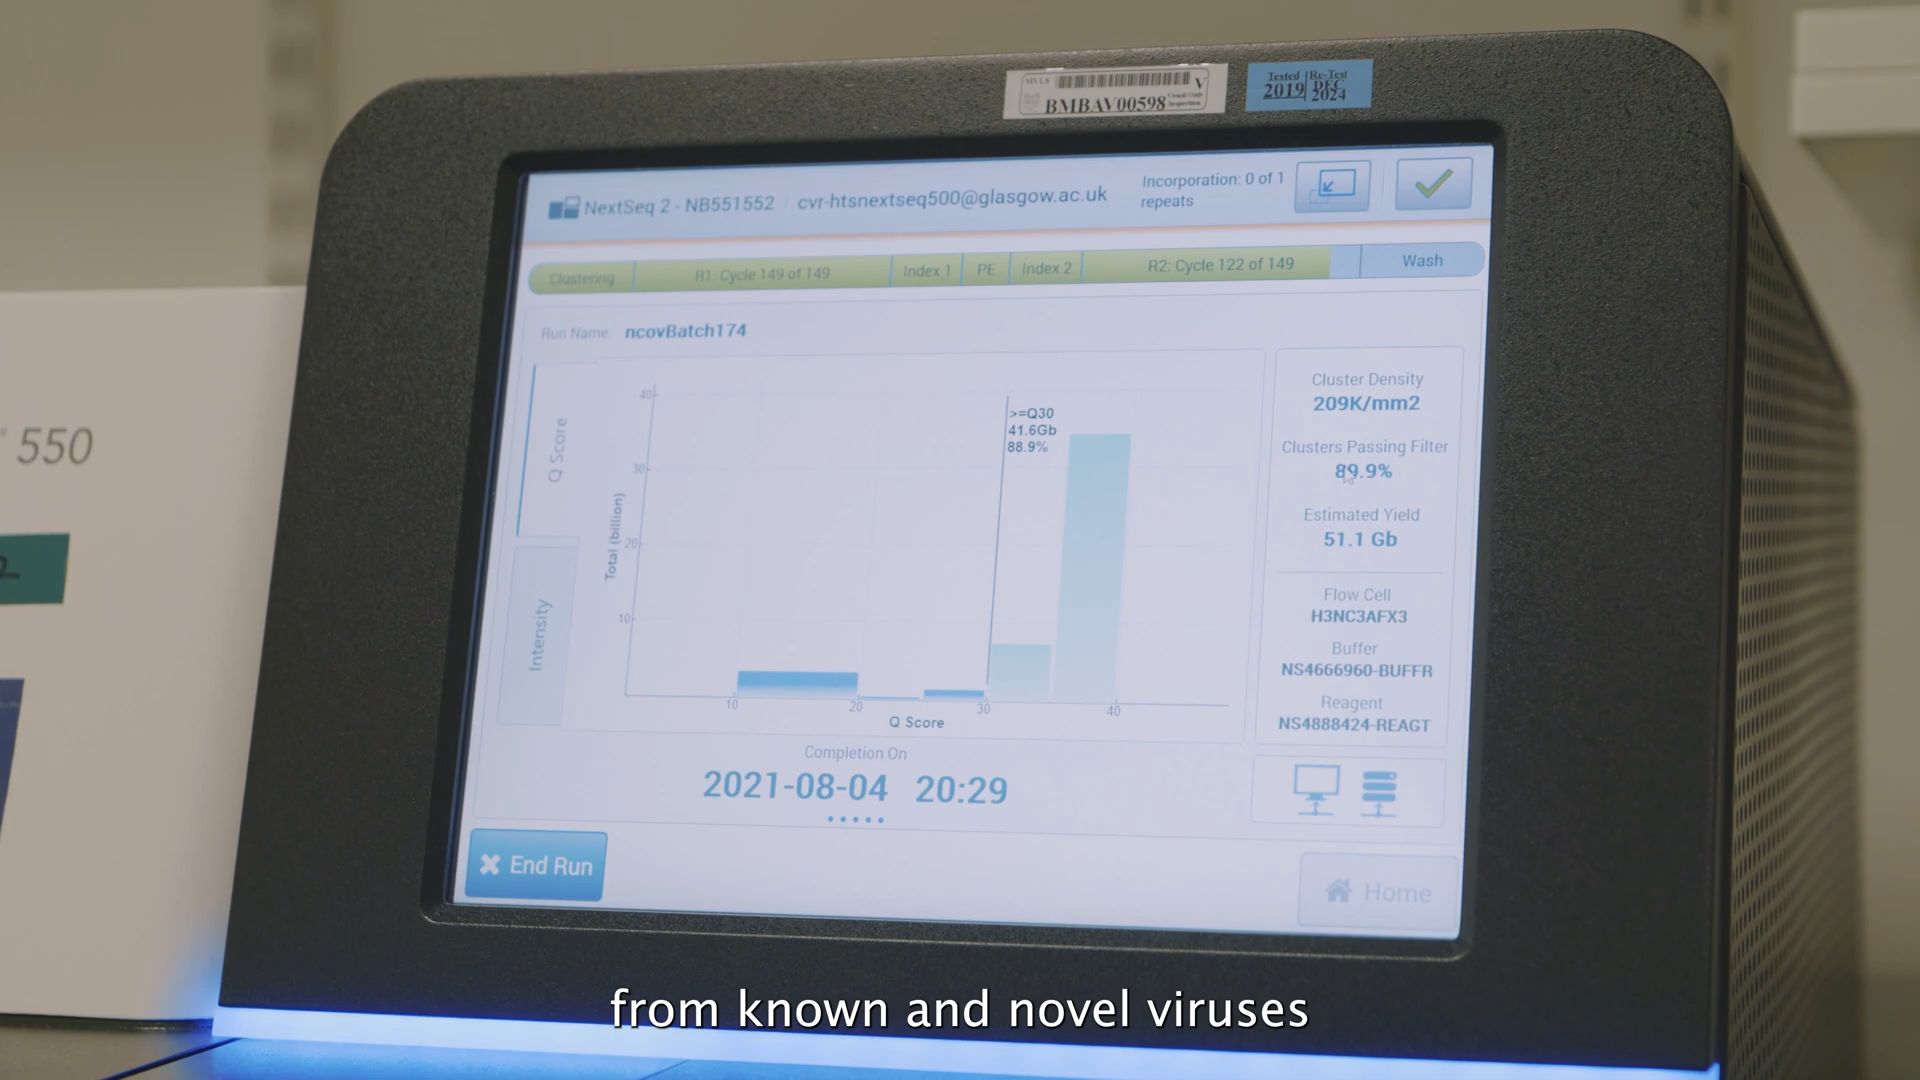 MVLS
V
BMBAV00598
Visual Only
Inspection
Tested
2019
Re-Test
DEC
2024
NextSeq 2 - NB551552
cvr-htsnextseq500@glasgow.ac.uk
Incorporation: 0 of 1
repeats
Clustering
R1: Cycle 149 of 149
Index 1
PE
Index 2
R2: Cycle 122 of 149
Wash
Run Name: ncovBatch174
Q Score
Intensity
Total (billion)
40
30
20
10
>=Q30
41.6Gb
88.9%
10
20
30
40
Q Score
Cluster Density
209K/mm2
Clusters Passing Filter
89.9%
Estimated Yield
51.1 Gb
Flow Cell
H3NC3AFX3
Buffer
NS4666960-BUFFR
Reagent
NS4888424-REAGT
Completion On
2021-08-04 20:29
End Run
Home
550
from known and novel viruses